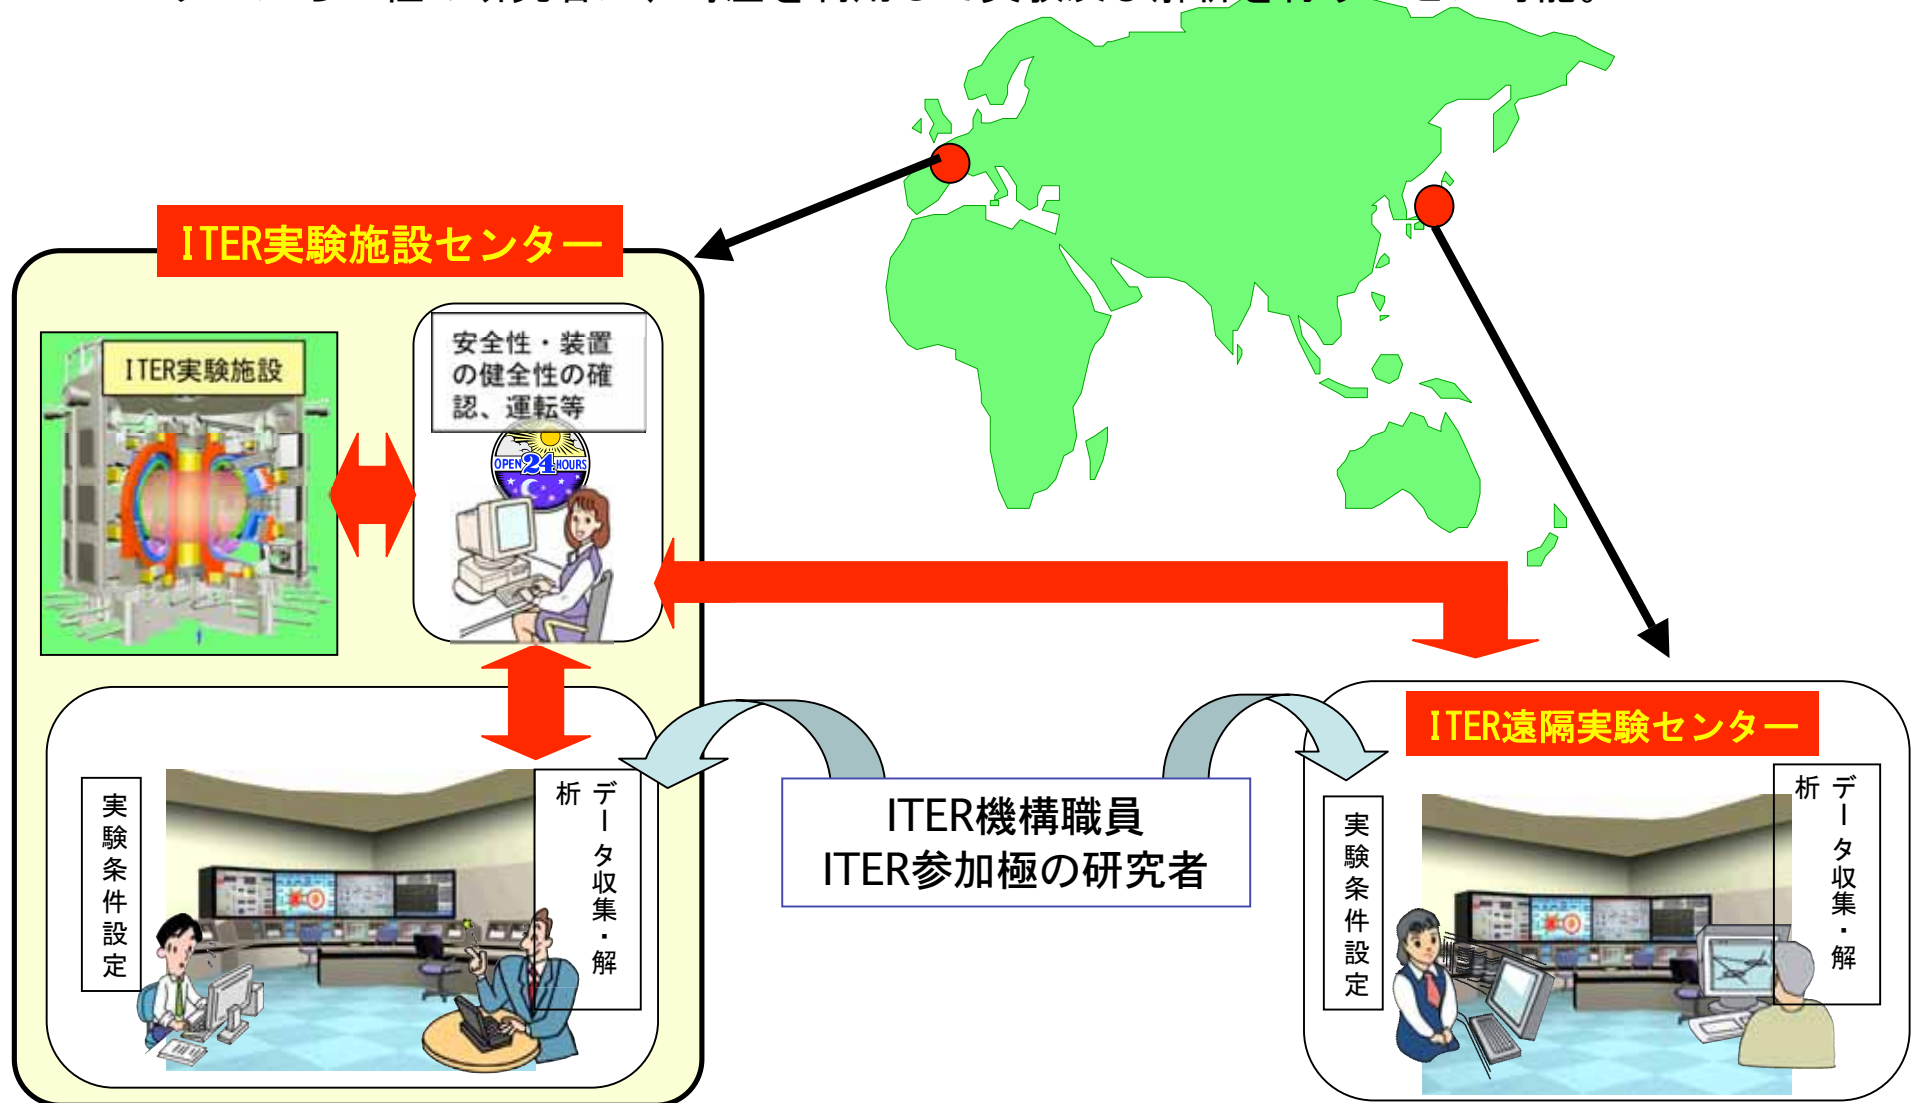 ITER実験施設センター
ITER実験施設
安全性・装置
の健全性の確
認、運転等
OPEN 24 HOURS
実験条件設定
データ収集・解
析
ITER機構職員
ITER参加極の研究者
ITER遠隔実験センター
実験条件設定
データ収集・解
析